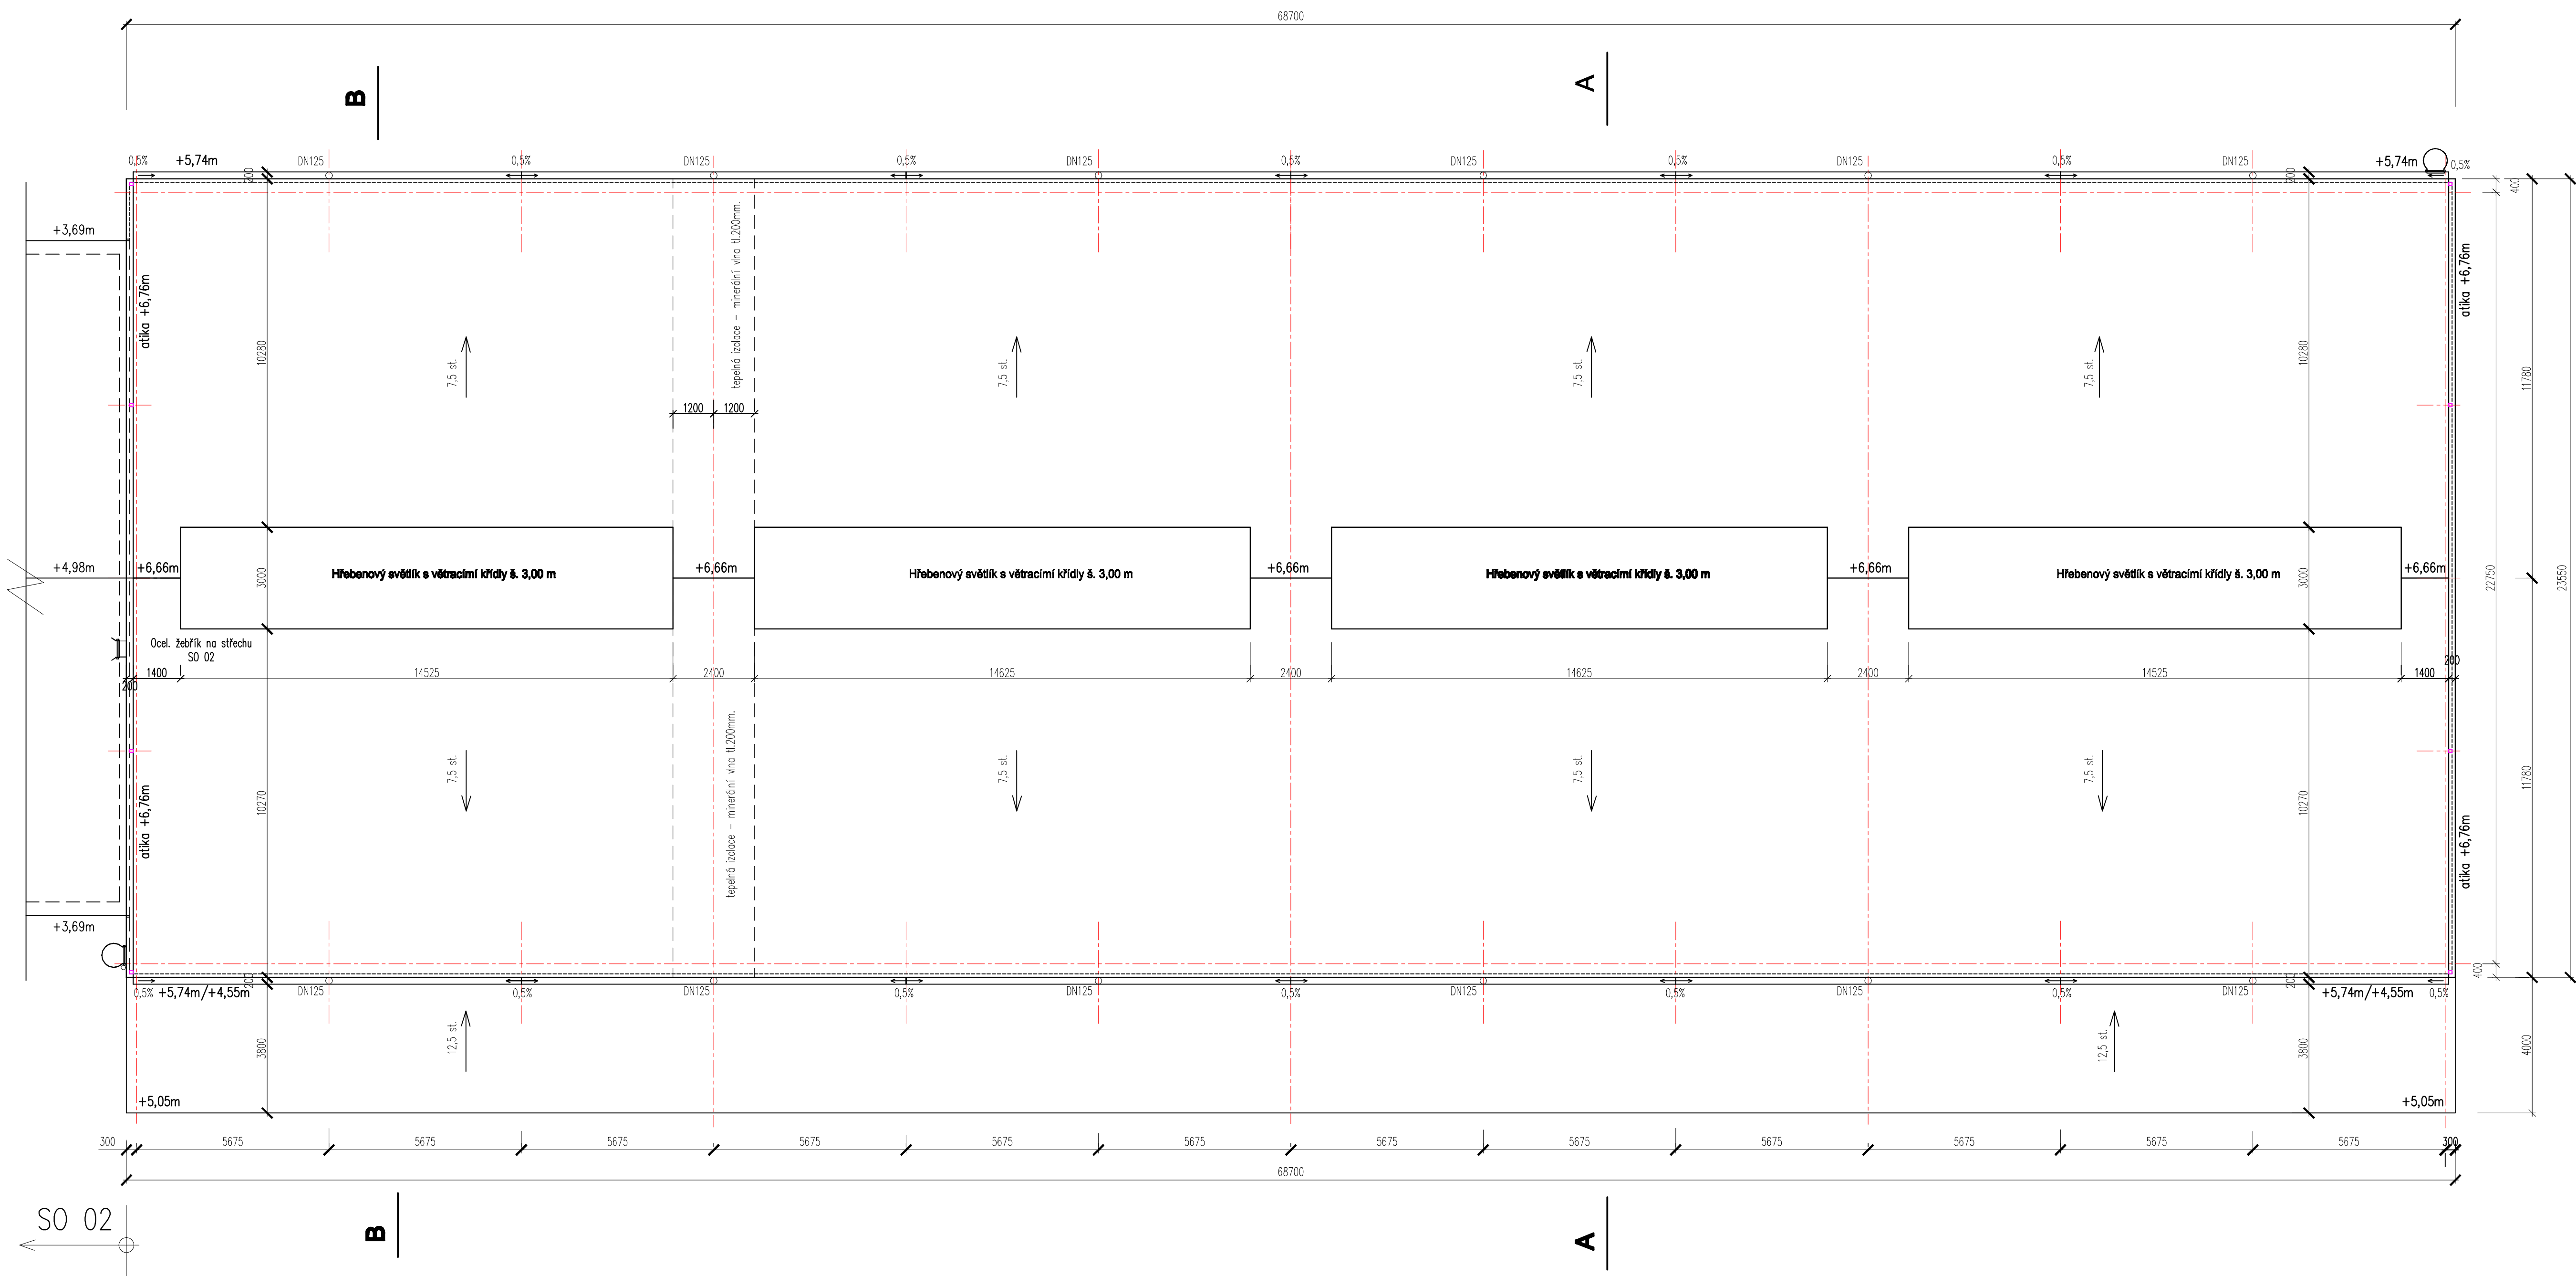 68700
B
A
0,5%
+5,74m
DN125
0,5%
DN125
0,5%
DN125
0,5%
DN125
0,5%
DN125
0,5%
DN125
+5,74m
0,5%
200
200
400
+3,69m
atika +6,76m
tepelná izolace – minerální vlna tl.200mm.
atika +6,76m
10280
7,5 st.
7,5 st.
7,5 st.
7,5 st.
10280
11780
1200
1200
+4,98m
+6,66m
Hřebenový světlík s větracími křídly š. 3,00 m
+6,66m
Hřebenový světlík s větracími křídly š. 3,00 m
+6,66m
Hřebenový světlík s větracími křídly š. 3,00 m
+6,66m
Hřebenový světlík s větracími křídly š. 3,00 m
+6,66m
3000
3000
22750
23550
Ocel. žebřík na střechu
SO 02
200
1400
14525
2400
14625
2400
14625
2400
14525
1400
200
7,5 st.
7,5 st.
7,5 st.
7,5 st.
atika +6,76m
10270
tepelná izolace – minerální vlna tl.200mm.
10270
atika +6,76m
11780
+3,69m
200
200
400
0,5%
+5,74m/+4,55m
DN125
0,5%
DN125
0,5%
DN125
0,5%
DN125
0,5%
DN125
0,5%
DN125
+5,74m/+4,55m
0,5%
3800
12,5 st.
12,5 st.
3800
4000
+5,05m
+5,05m
300
5675
5675
5675
5675
5675
5675
5675
5675
5675
5675
5675
5675
300
68700
SO 02
B
A